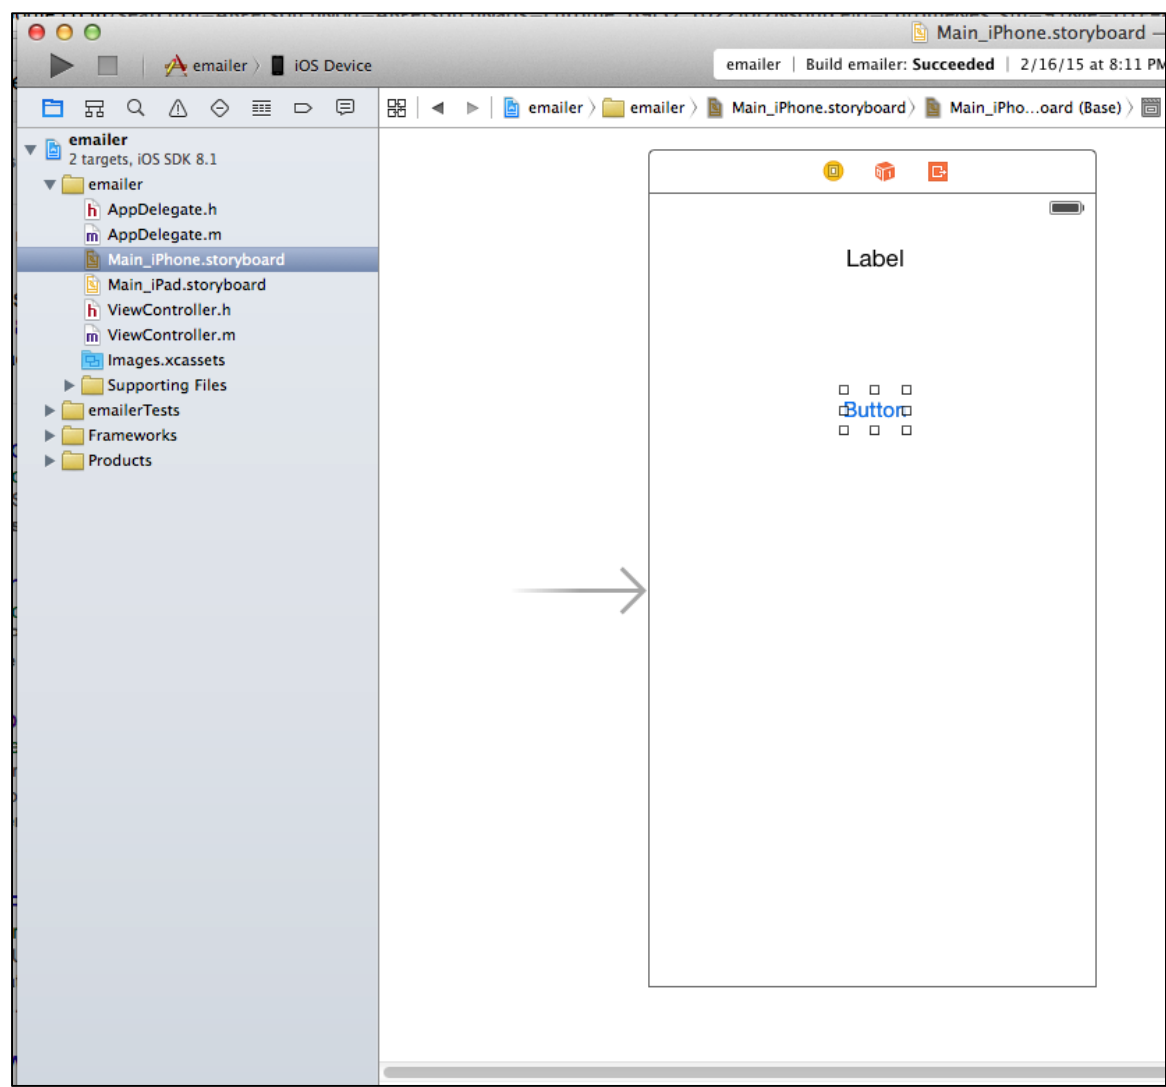 Main_iPhone.storyboard —
emailer 〉 iOS Device
emailer | Build emailer: Succeeded | 2/16/15 at 8:11 PM
emailer 〉 emailer 〉 Main_iPhone.storyboard 〉 Main_iPho...oard (Base) 〉
emailer
2 targets, iOS SDK 8.1
emailer
h AppDelegate.h
m AppDelegate.m
Main_iPhone.storyboard
Main_iPad.storyboard
h ViewController.h
m ViewController.m
Images.xcassets
Supporting Files
emailerTests
Frameworks
Products
Label
Button